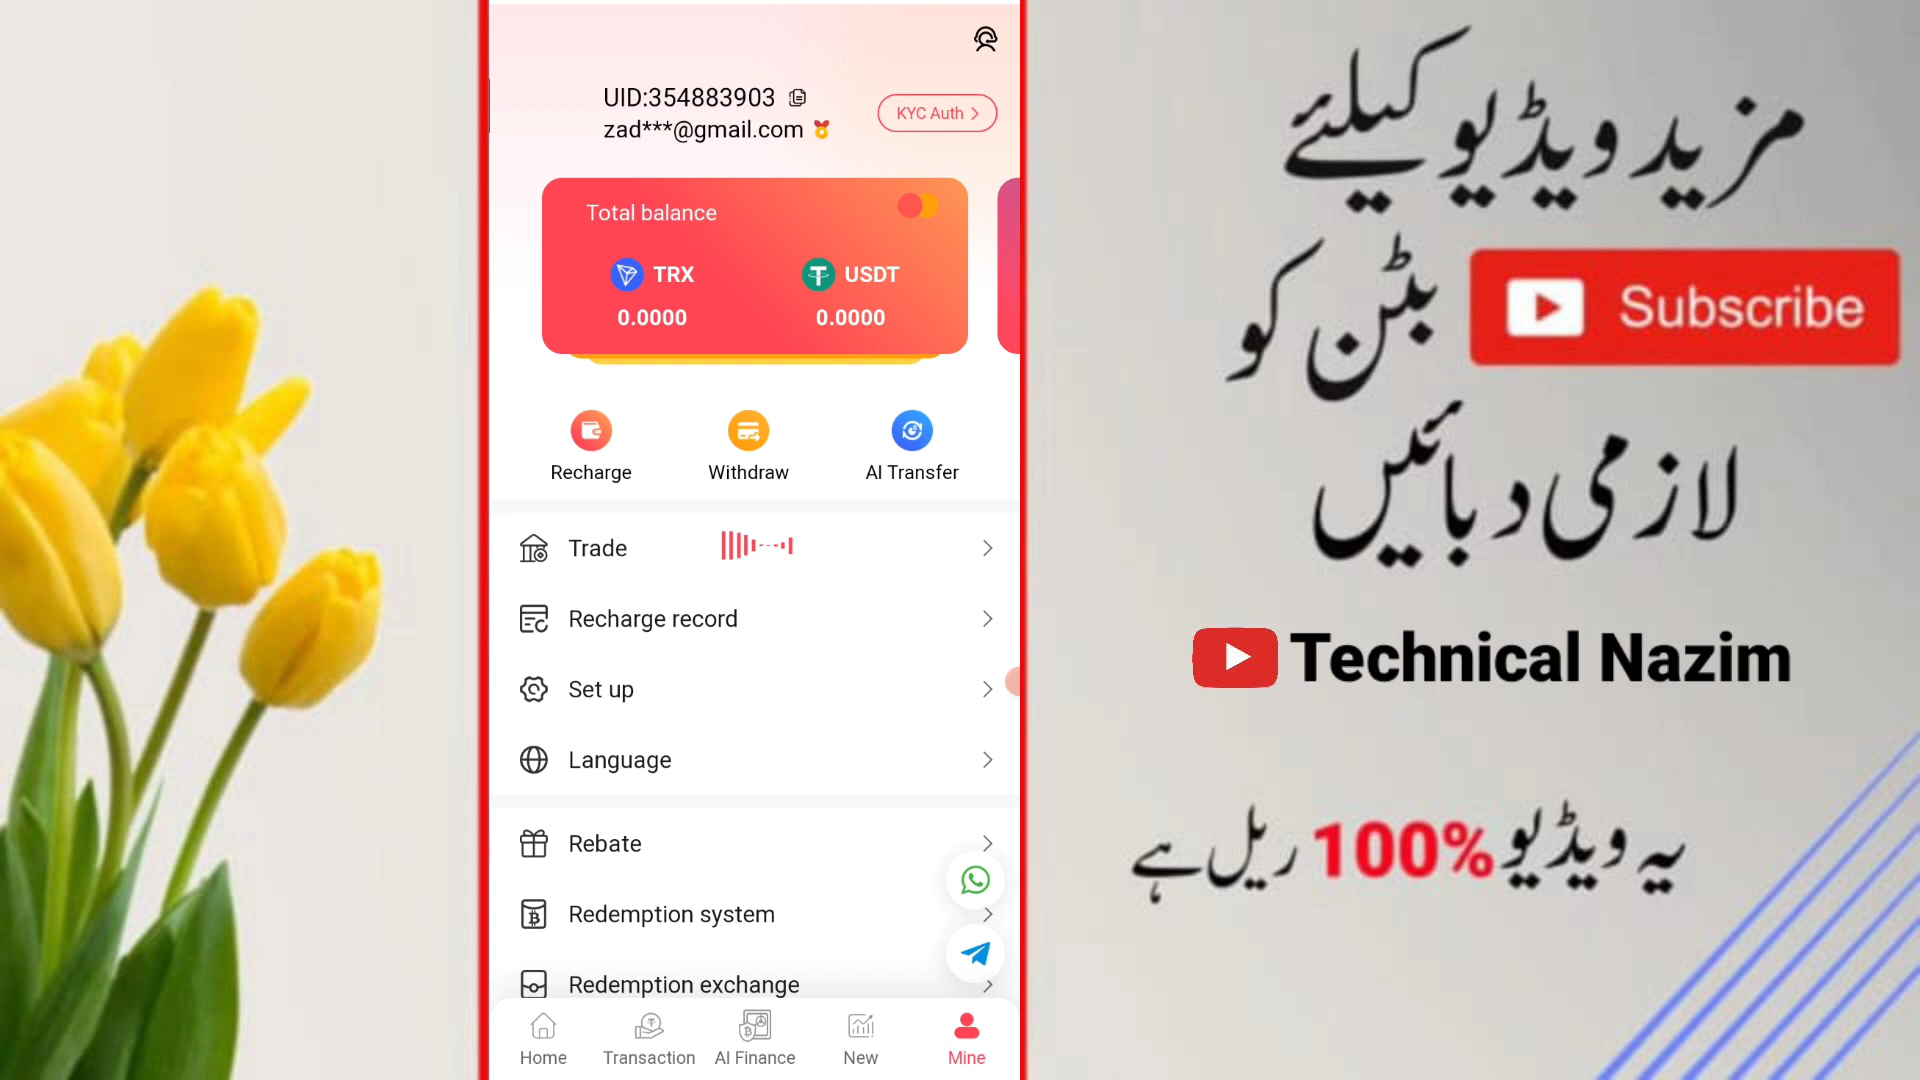 UID:354883903
zad***@gmail.com
KYC Auth
Total balance
TRX
USDT
0.0000
0.0000
Recharge
Withdraw
AI Transfer
Trade
Recharge record
Set up
Language
Rebate
Redemption system
Redemption exchange
Home
Transaction
AI Finance
New
Mine
مزید ویڈیو کیلئے
Subscribe بٹن کو
لازمی دبائیں
Technical Nazim
یہ ویڈیو 100% ریل ہے